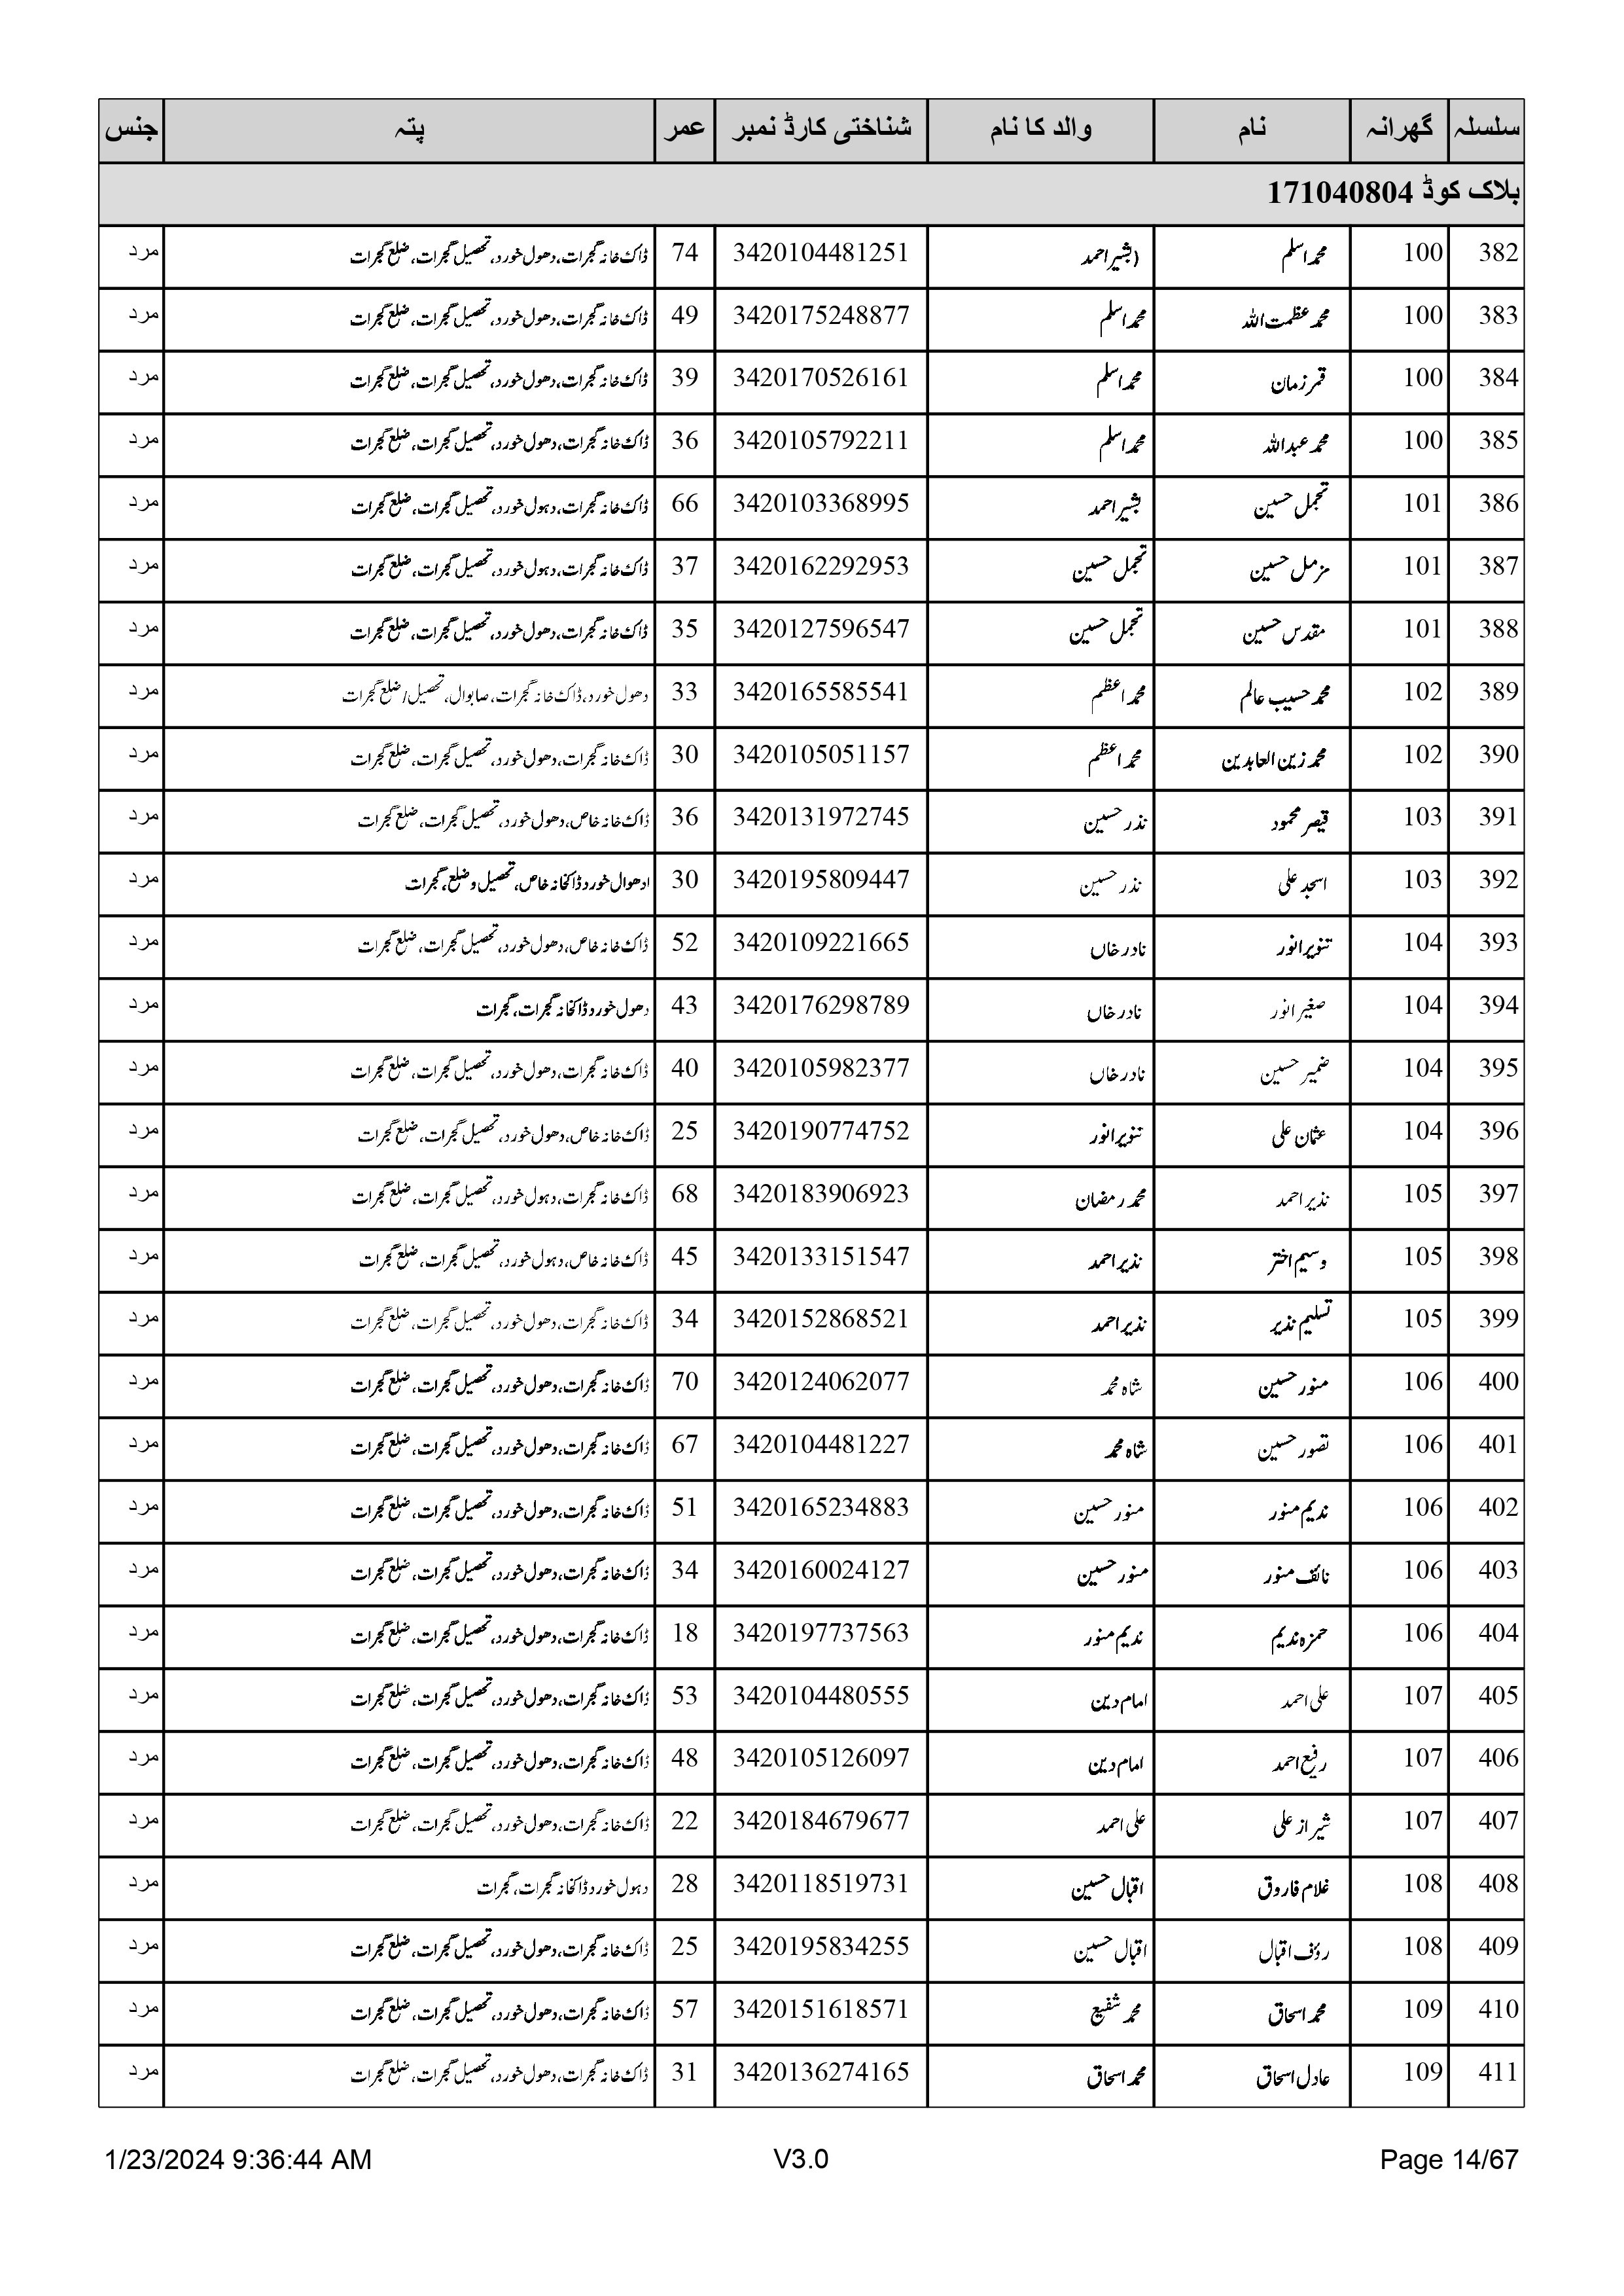 سلسلہ گھرانہ نام والد کا نام شناختی کارڈ نمبر عمر پتہ جنس
بلاک کوڈ 171040804
382 100 محمد اسلم (بشیر احمد 3420104481251 74 ڈاک خانہ گجرات، دھول خورد، تحصیل گجرات، ضلع گجرات مرد
383 100 محمد عظمت اللہ محمد اسلم 3420175248877 49 ڈاک خانہ گجرات، دھول خورد، تحصیل گجرات، ضلع گجرات مرد
384 100 قمر زمان محمد اسلم 3420170526161 39 ڈاک خانہ گجرات، دھول خورد، تحصیل گجرات، ضلع گجرات مرد
385 100 محمد عبداللہ محمد اسلم 3420105792211 36 ڈاک خانہ گجرات، دھول خورد، تحصیل گجرات، ضلع گجرات مرد
386 101 تجمل حسین بشیر احمد 3420103368995 66 ڈاک خانہ گجرات، دہول خورد، تحصیل گجرات، ضلع گجرات مرد
387 101 مزمل حسین تجمل حسین 3420162292953 37 ڈاک خانہ گجرات، دہول خورد، تحصیل گجرات، ضلع گجرات مرد
388 101 مقدس حسین تجمل حسین 3420127596547 35 ڈاک خانہ گجرات، دھول خورد، تحصیل گجرات، ضلع گجرات مرد
389 102 محمد حسیب عالم محمد اعظم 3420165585541 33 دھول خورد، ڈاک خانہ گجرات، صابوال، تحصیل/ضلع گجرات مرد
390 102 محمد زین العابدین محمد اعظم 3420105051157 30 ڈاک خانہ گجرات، دھول خورد، تحصیل گجرات، ضلع گجرات مرد
391 103 قیصر محمود نذر حسین 3420131972745 36 ڈاک خانہ خاص، دھول خورد، تحصیل گجرات، ضلع گجرات مرد
392 103 اسجد علی نذر حسین 3420195809447 30 ادھوال خورد ڈاکخانہ خاص، تحصیل و ضلع، گجرات مرد
393 104 تنویر انور نادر خاں 3420109221665 52 ڈاک خانہ خاص، دھول خورد، تحصیل گجرات، ضلع گجرات مرد
394 104 صغیر انور نادر خاں 3420176298789 43 دھول خورد ڈاکخانہ گجرات، گجرات مرد
395 104 ضمیر حسین نادر خاں 3420105982377 40 ڈاک خانہ گجرات، دھول خورد، تحصیل گجرات، ضلع گجرات مرد
396 104 عثمان علی تنویر انور 3420190774752 25 ڈاک خانہ خاص، دھول خورد، تحصیل گجرات، ضلع گجرات مرد
397 105 نذیر احمد محمد رمضان 3420183906923 68 ڈاک خانہ گجرات، دہول خورد، تحصیل گجرات، ضلع گجرات مرد
398 105 وسیم اختر نذیر احمد 3420133151547 45 ڈاک خانہ خاص، دہول خورد، تحصیل گجرات، ضلع گجرات مرد
399 105 تسلیم نذیر نذیر احمد 3420152868521 34 ڈاک خانہ گجرات، دھول خورد، تحصیل گجرات، ضلع گجرات مرد
400 106 منور حسین شاہ محمد 3420124062077 70 ڈاک خانہ گجرات، دھول خورد، تحصیل گجرات، ضلع گجرات مرد
401 106 تصور حسین شاہ محمد 3420104481227 67 ڈاک خانہ گجرات، دھول خورد، تحصیل گجرات، ضلع گجرات مرد
402 106 ندیم منور منور حسین 3420165234883 51 ڈاک خانہ گجرات، دھول خورد، تحصیل گجرات، ضلع گجرات مرد
403 106 نائف منور منور حسین 3420160024127 34 ڈاک خانہ گجرات، دھول خورد، تحصیل گجرات، ضلع گجرات مرد
404 106 حمزہ ندیم ندیم منور 3420197737563 18 ڈاک خانہ گجرات، دھول خورد، تحصیل گجرات، ضلع گجرات مرد
405 107 علی احمد امام دین 3420104480555 53 ڈاک خانہ گجرات، دھول خورد، تحصیل گجرات، ضلع گجرات مرد
406 107 رفیع احمد امام دین 3420105126097 48 ڈاک خانہ گجرات، دھول خورد، تحصیل گجرات، ضلع گجرات مرد
407 107 شیراز علی علی احمد 3420184679677 22 ڈاک خانہ گجرات، دھول خورد، تحصیل گجرات، ضلع گجرات مرد
408 108 غلام فاروق اقبال حسین 3420118519731 28 دہول خورد ڈاکخانہ گجرات، گجرات مرد
409 108 رؤف اقبال اقبال حسین 3420195834255 25 ڈاک خانہ گجرات، دھول خورد، تحصیل گجرات، ضلع گجرات مرد
410 109 محمد اسحاق محمد شفیع 3420151618571 57 ڈاک خانہ گجرات، دھول خورد، تحصیل گجرات، ضلع گجرات مرد
411 109 عادل اسحاق محمد اسحاق 3420136274165 31 ڈاک خانہ گجرات، دھول خورد، تحصیل گجرات، ضلع گجرات مرد
1/23/2024 9:36:44 AM V3.0 Page 14/67